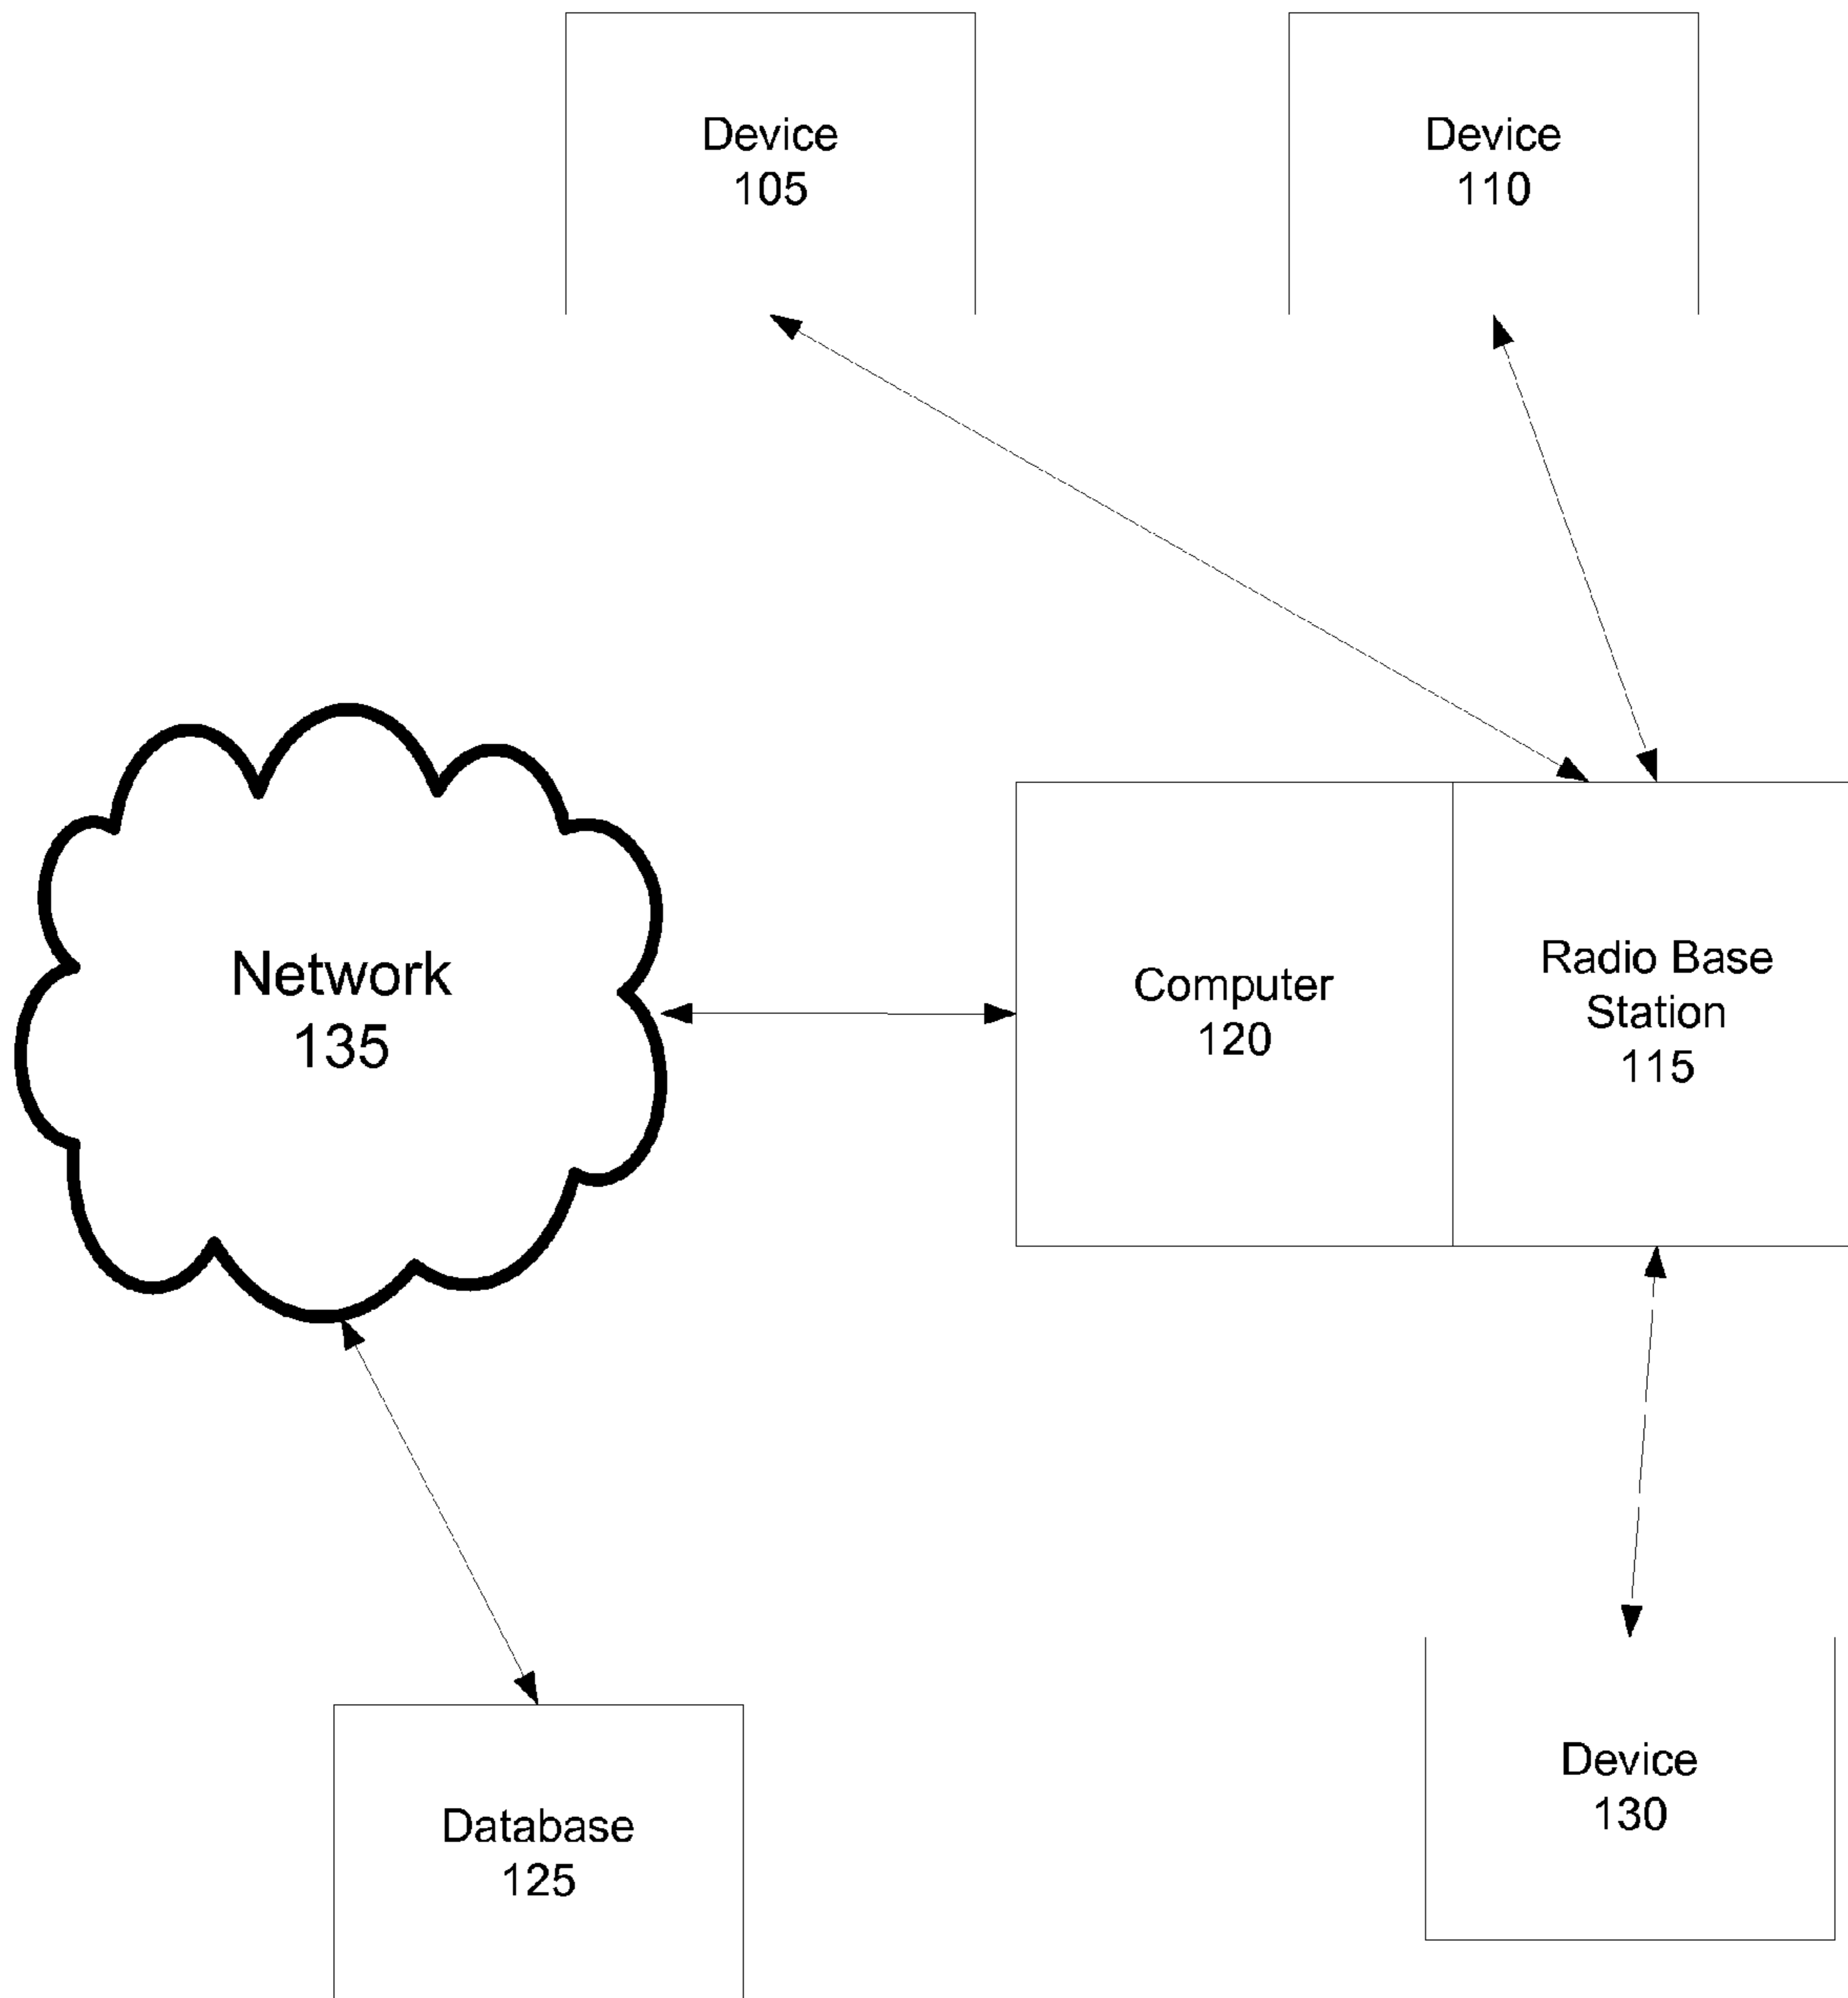 Device
105
Device
110
Network
135
Computer
120
Radio Base
Station
115
Database
125
Device
130